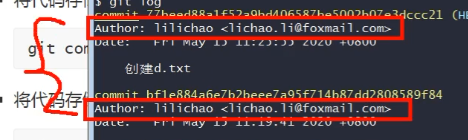 将代码存
git com
将代码存
$ git log
commit 77beed88a1f52a9bd406587be5002b07e3dccc21 (HE
Author: lilichao <lichao.li@foxmail.com>
Date: Fri May 15 11:25:55 2020 +0800
创建d.txt
commit bf1e884a6e7b2beee7a95f714b87dd2808589f84
Author: lilichao <lichao.li@foxmail.com>
Date: Fri May 15 11:19:41 2020 +0800